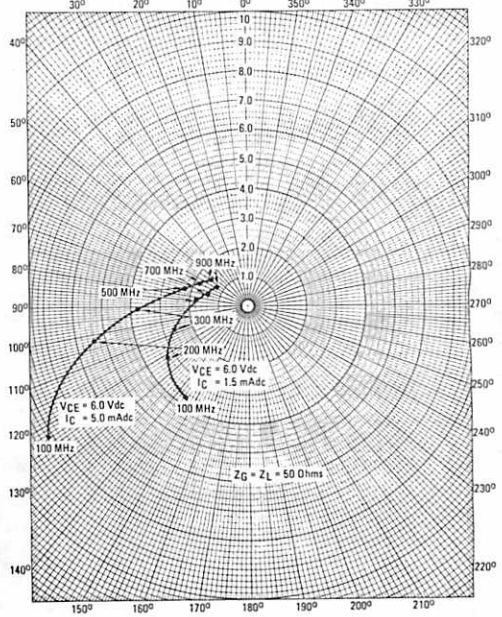 30° 20° 10° 0° 350° 340° 330°
40° 320°
50° 310°
60° 300°
70° 290°
80° 280°
90° 270°
100° 260°
110° 250°
120° 240°
130° 230°
140° 220°
150° 160° 170° 180° 190° 200° 210°
10
8.0
7.0
6.0
5.0
4.0
3.0
2.0
1.0
900 MHz
700 MHz
500 MHz
300 MHz
200 MHz
VCE = 6.0 Vdc
IC = 1.5 mAdc
100 MHz
VCE = 6.0 Vdc
IC = 5.0 mAdc
100 MHz
ZG = ZL = 50 Ohms